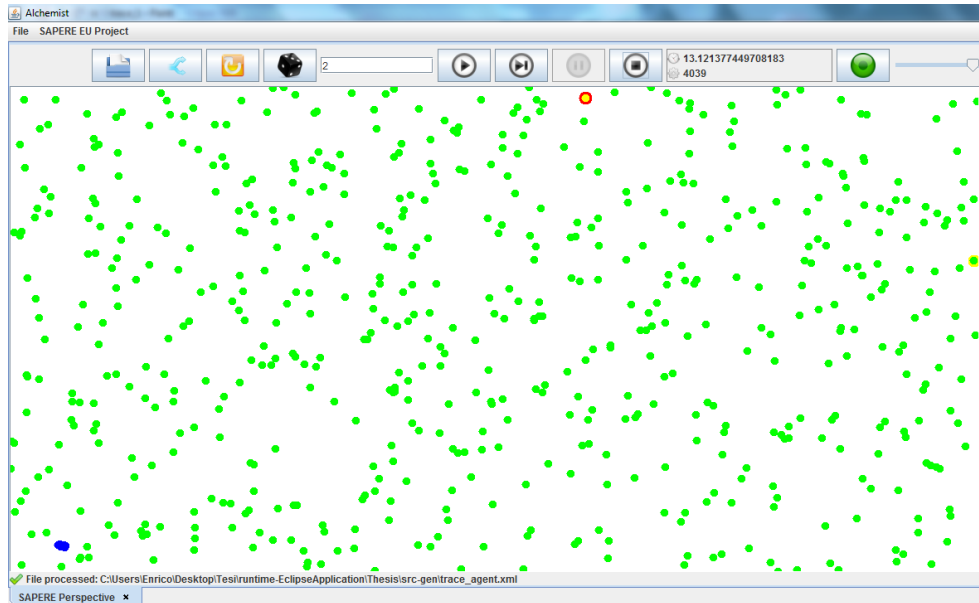 Alchemist
File SAPERE EU Project
2
13.121377449708183
4039
File processed: C:\Users\Enrico\Desktop\Tesi\runtime-EclipseApplication\Thesis\src-gen\trace_agent.xml
SAPERE Perspective ×